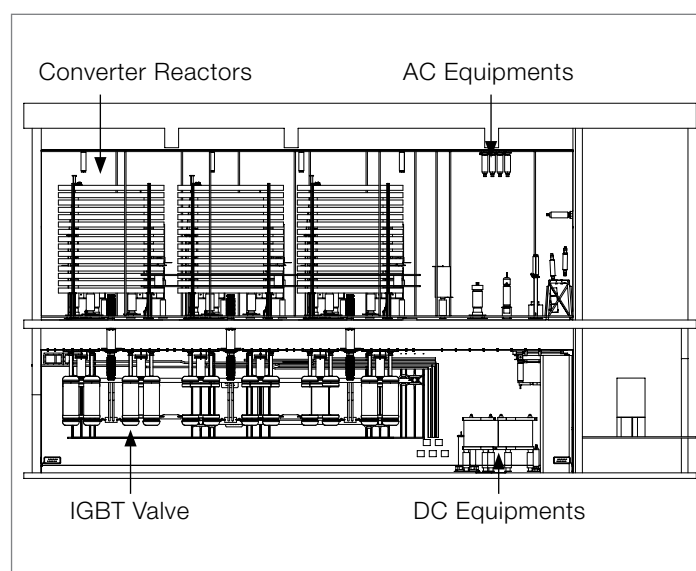 Converter Reactors
AC Equipments
IGBT Valve
DC Equipments